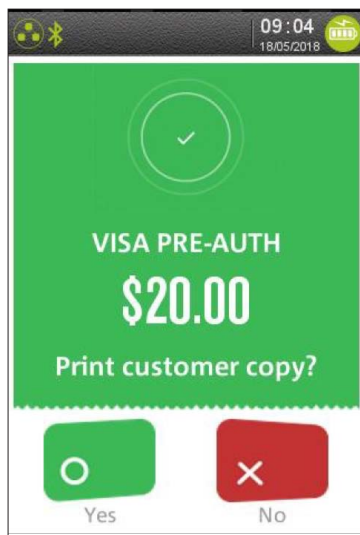 09:04
18/05/2018
VISA PRE-AUTH
$20.00
Print customer copy?
Yes
No